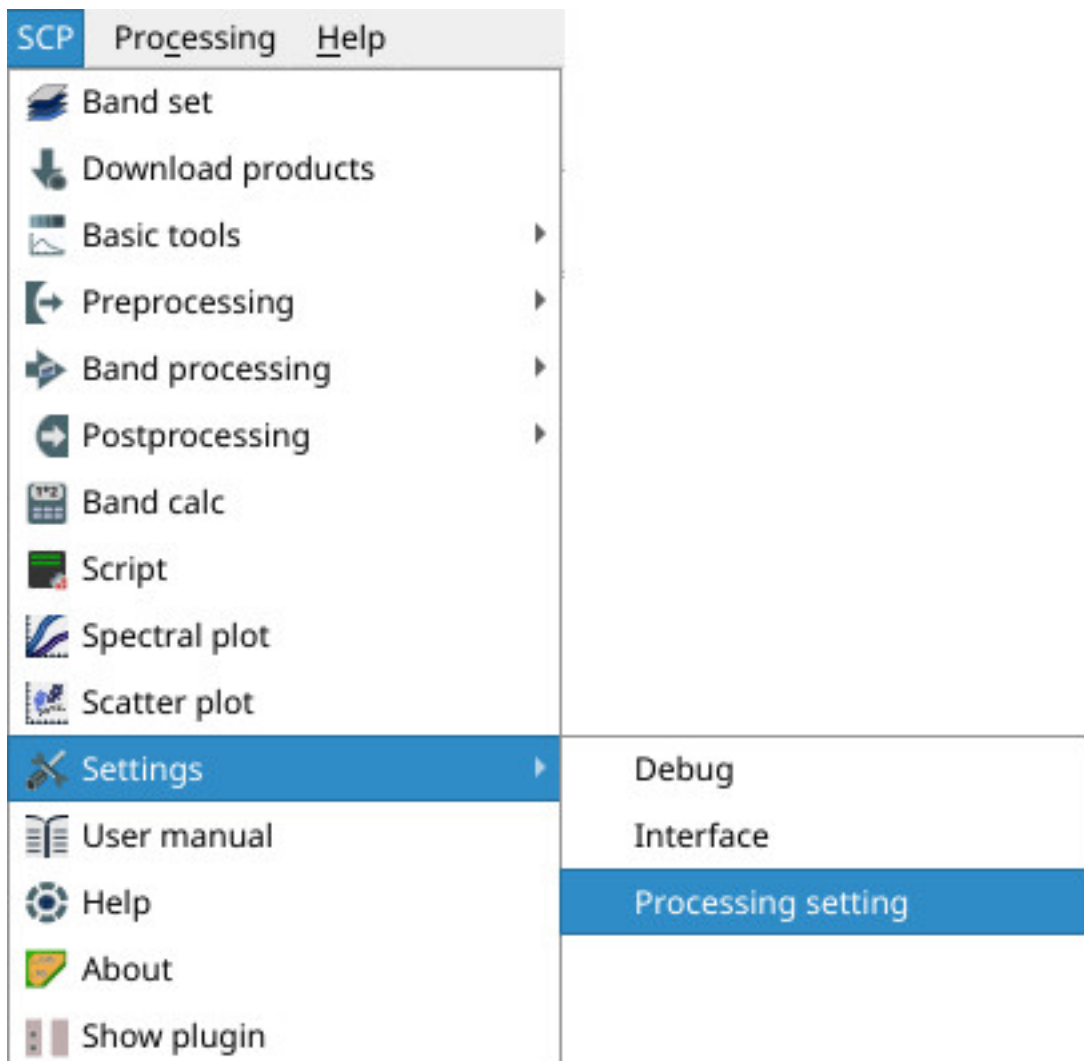 SCP Processing Help
Band set
Download products
Basic tools
Preprocessing
Band processing
Postprocessing
Band calc
Script
Spectral plot
Scatter plot
Settings
Debug
User manual
Interface
Help
Processing setting
About
Show plugin